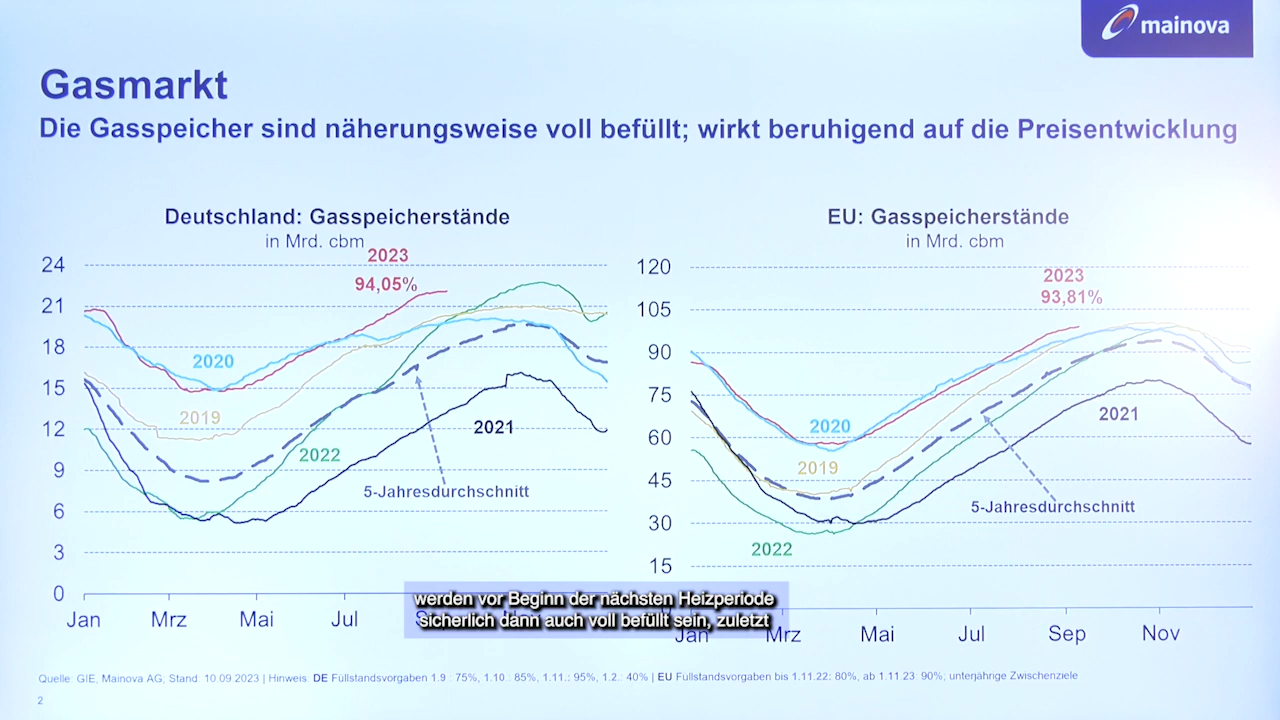 mainova
Gasmarkt
Die Gasspeicher sind näherungsweise voll befüllt; wirkt beruhigend auf die Preisentwicklung
Deutschland: Gasspeicherstände
in Mrd. cbm
24
21
18
15
12
9
6
3
0
2023
94,05%
2020
2019
2022
2021
5-Jahresdurchschnitt
Jan Mrz Mai Jul
EU: Gasspeicherstände
in Mrd. cbm
120
105
90
75
60
45
30
15
2023
93,81%
2020
2019
2021
5-Jahresdurchschnitt
2022
Jan Mrz Mai Jul Sep Nov
werden vor Beginn der nächsten Heizperiode
sicherlich dann auch voll befüllt sein, zuletzt
Quelle: GIE, Mainova AG; Stand: 10.09.2023 | Hinweis: DE Füllstandsvorgaben 1.9.: 75%, 1.10.: 85%, 1.11.: 95%, 1.2.: 40% | EU Füllstandsvorgaben bis 1.11.22: 80%, ab 1.11.23: 90%; unterjährige Zwischenziele
2